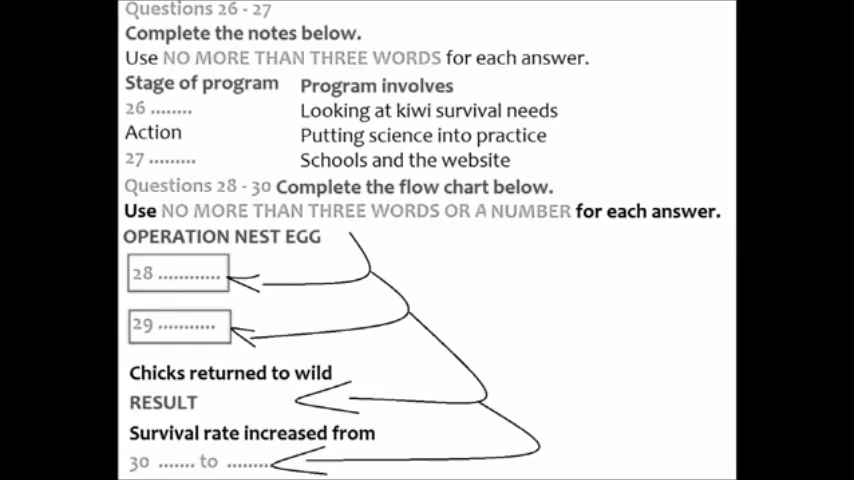 Questions 26 - 27
Complete the notes below.
Use NO MORE THAN THREE WORDS for each answer.
Stage of program Program involves
26 ........ Looking at kiwi survival needs
Action Putting science into practice
27 ......... Schools and the website
Questions 28 - 30 Complete the flow chart below.
Use NO MORE THAN THREE WORDS OR A NUMBER for each answer.
OPERATION NEST EGG
28 ............
29 ...........
Chicks returned to wild
RESULT
Survival rate increased from
30 ....... to ........